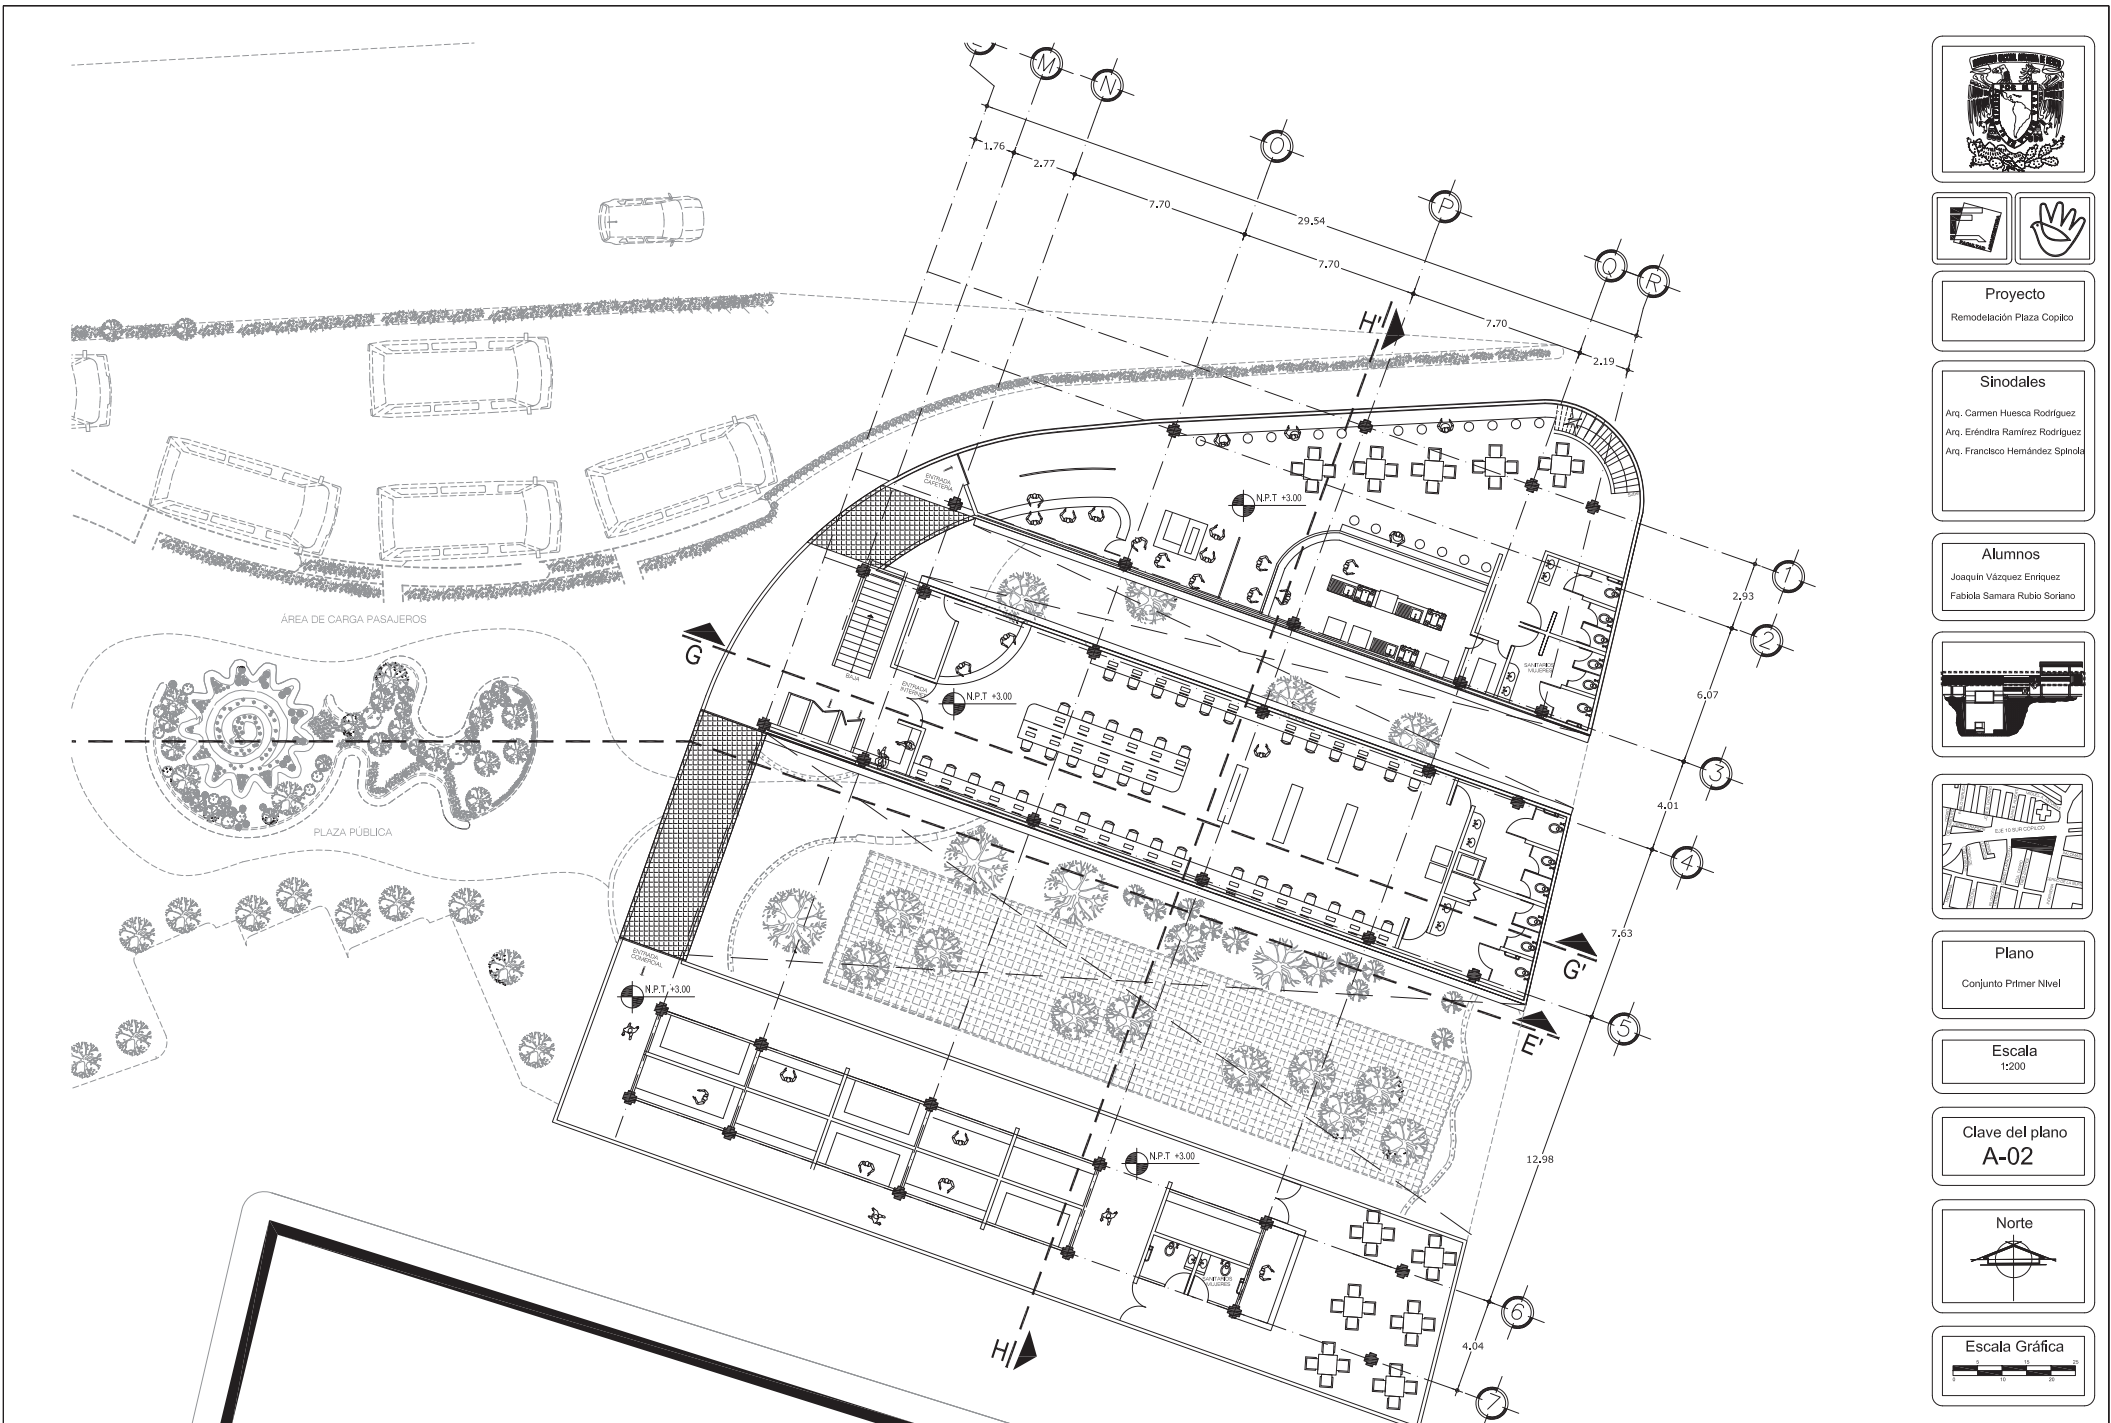 M
N
O
P
Q
R
1.76
2.77
7.70
29.54
7.70
7.70
2.19
H'
ENTRADA
CAFETERÍA
N.P.T +3.00
1
2.93
2
6.07
3
4.01
4
7.63
5
12.98
6
4.04
7
ÁREA DE CARGA PASAJEROS
G
BAJA
ENTRADA
N.P.T +3.00
SANITARIOS
MUJERES
PLAZA PÚBLICA
G'
E'
ENTRADA
COMERCIAL
N.P.T +3.00
N.P.T +3.00
SANITARIOS
MUJERES
H
Proyecto
Remodelación Plaza Copilco
Sinodales
Arq. Carmen Huesca Rodríguez
Arq. Eréndira Ramírez Rodríguez
Arq. Francisco Hernández Spínola
Alumnos
Joaquín Vázquez Enriquez
Fabiola Samara Rubio Soriano
EJE 10 SUR COPILCO
Plano
Conjunto Primer Nivel
Escala
1:200
Clave del plano
A-02
Norte
Escala Gráfica
5 15 25
0 10 20